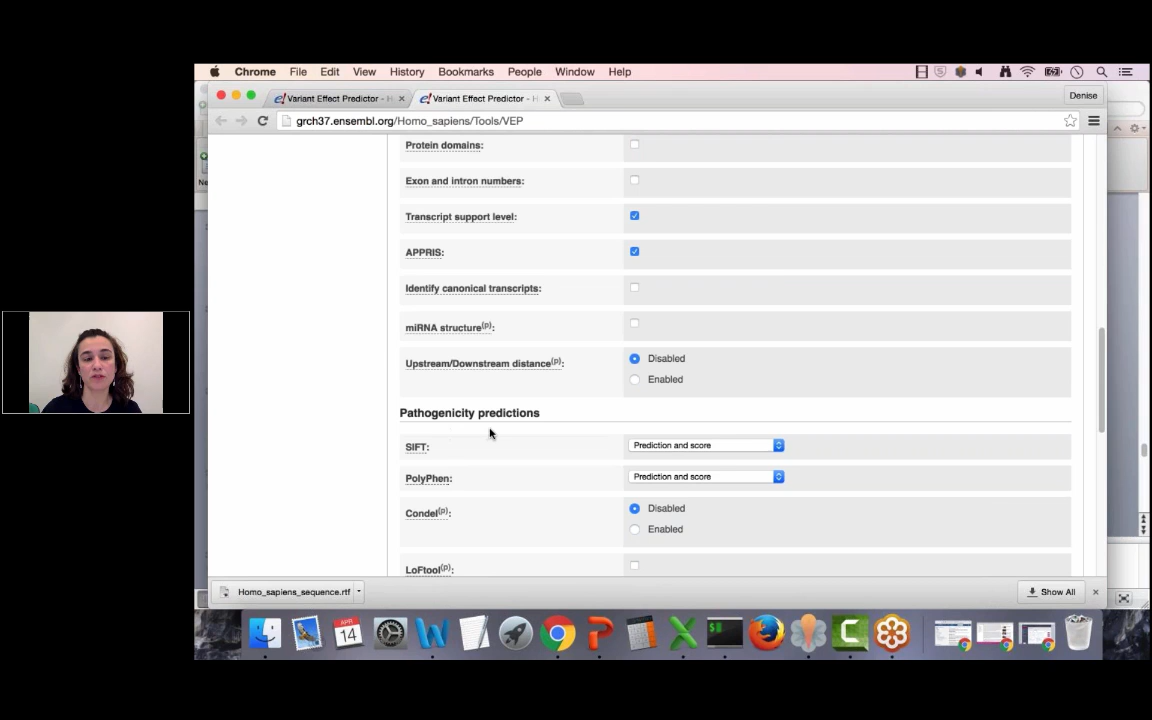 Chrome File Edit View History Bookmarks People Window Help
Variant Effect Predictor - H × Variant Effect Predictor - H × Denise
grch37.ensembl.org/Homo_sapiens/Tools/VEP
Protein domains:
Exon and intron numbers:
Transcript support level:
APPRIS:
Identify canonical transcripts:
miRNA structure(p):
Upstream/Downstream distance(p): Disabled
Enabled
Pathogenicity predictions
SIFT: Prediction and score
PolyPhen: Prediction and score
Condel(p): Disabled
Enabled
LoFtool(p):
Homo_sapiens_sequence.rtf Show All
APR
14